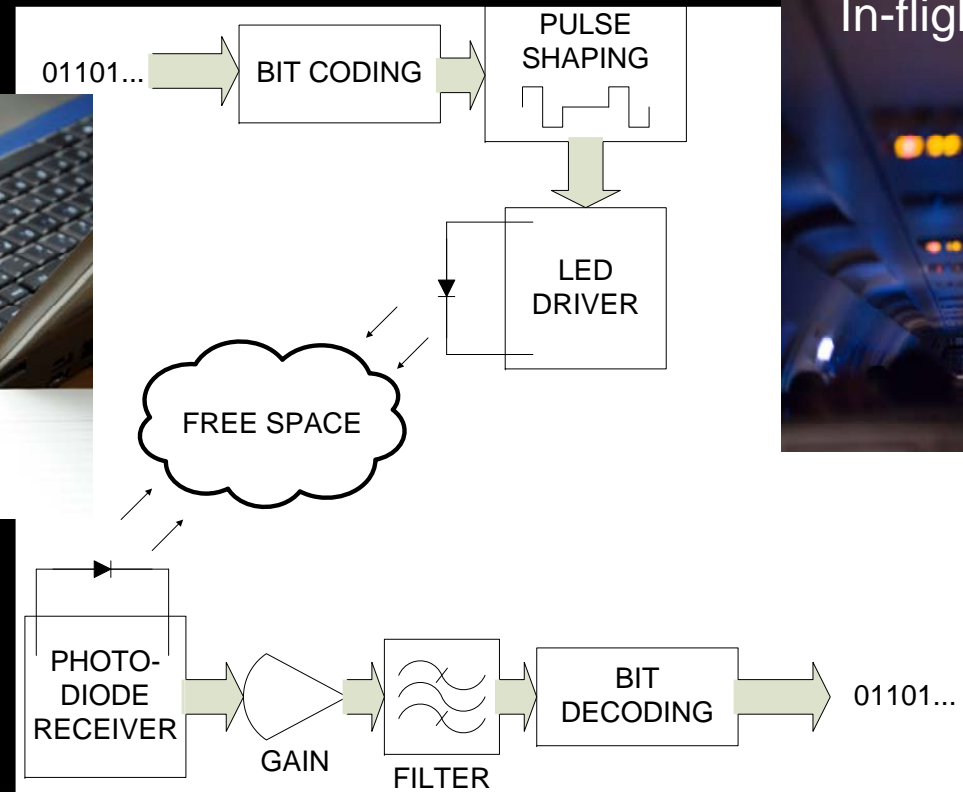 In-fligh
01101...
BIT CODING
PULSE
SHAPING
LED
DRIVER
FREE SPACE
PHOTO-
DIODE
RECEIVER
GAIN
FILTER
BIT
DECODING
01101...